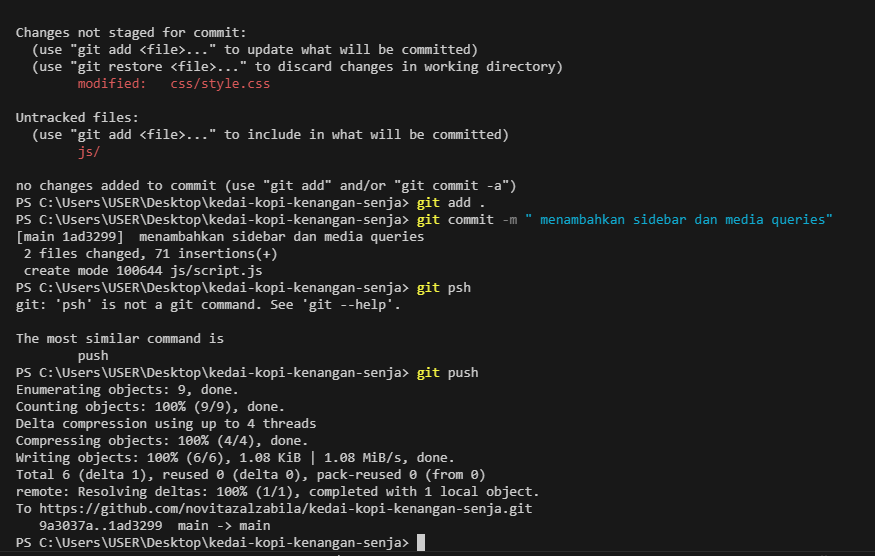 Changes not staged for commit:
  (use "git add <file>..." to update what will be committed)
  (use "git restore <file>..." to discard changes in working directory)
        modified:   css/style.css

Untracked files:
  (use "git add <file>..." to include in what will be committed)
        js/

no changes added to commit (use "git add" and/or "git commit -a")
PS C:\Users\USER\Desktop\kedai-kopi-kenangan-senja> git add .
PS C:\Users\USER\Desktop\kedai-kopi-kenangan-senja> git commit -m " menambahkan sidebar dan media queries"
[main 1ad3299]  menambahkan sidebar dan media queries
 2 files changed, 71 insertions(+)
 create mode 100644 js/script.js
PS C:\Users\USER\Desktop\kedai-kopi-kenangan-senja> git psh
git: 'psh' is not a git command. See 'git --help'.

The most similar command is
        push
PS C:\Users\USER\Desktop\kedai-kopi-kenangan-senja> git push
Enumerating objects: 9, done.
Counting objects: 100% (9/9), done.
Delta compression using up to 4 threads
Compressing objects: 100% (4/4), done.
Writing objects: 100% (6/6), 1.08 KiB | 1.08 MiB/s, done.
Total 6 (delta 1), reused 0 (delta 0), pack-reused 0 (from 0)
remote: Resolving deltas: 100% (1/1), completed with 1 local object.
To https://github.com/novitazalzabila/kedai-kopi-kenangan-senja.git
   9a3037a..1ad3299  main -> main
PS C:\Users\USER\Desktop\kedai-kopi-kenangan-senja>